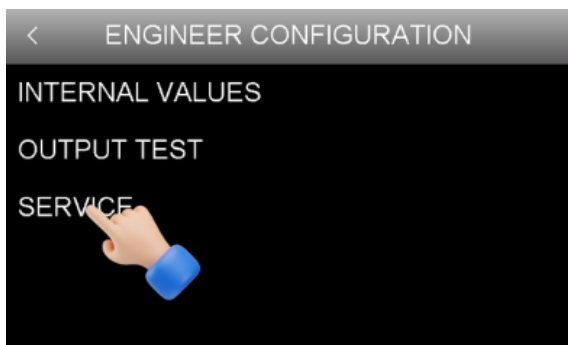 < ENGINEER CONFIGURATION
INTERNAL VALUES
OUTPUT TEST
SERVICE